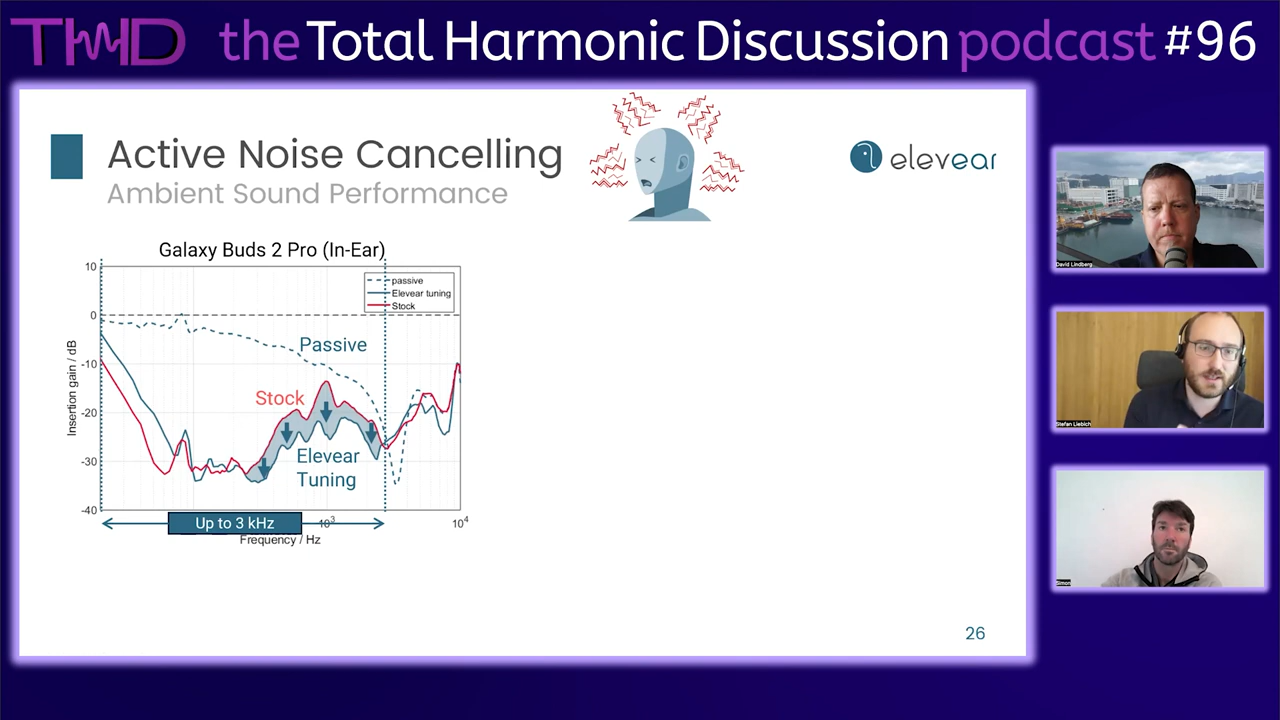 THD the Total Harmonic Discussion podcast #96
Active Noise Cancelling
Ambient Sound Performance
elevear
Galaxy Buds 2 Pro (In-Ear)
10
0
-10
-20
-30
-40
Insertion gain / dB
passive
Elevear tuning
Stock
Passive
Stock
Elevear
Tuning
Up to 3 kHz
10³
10⁴
Frequency / Hz
26
David Lindberg
Stefan Liebich
Simon